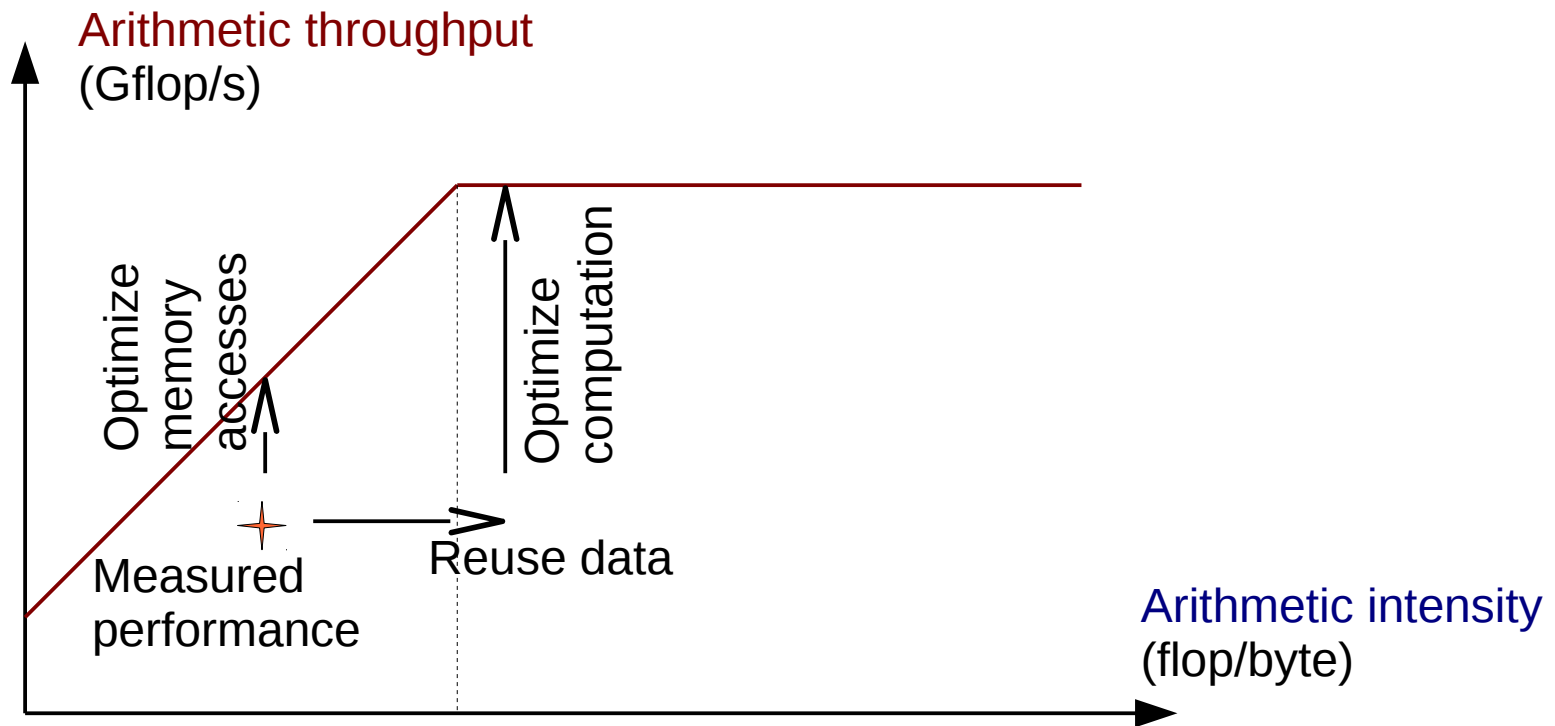 Arithmetic throughput
(Gflop/s)
Optimize
memory
accesses
Optimize
computation
Measured
performance
Reuse data
Arithmetic intensity
(flop/byte)